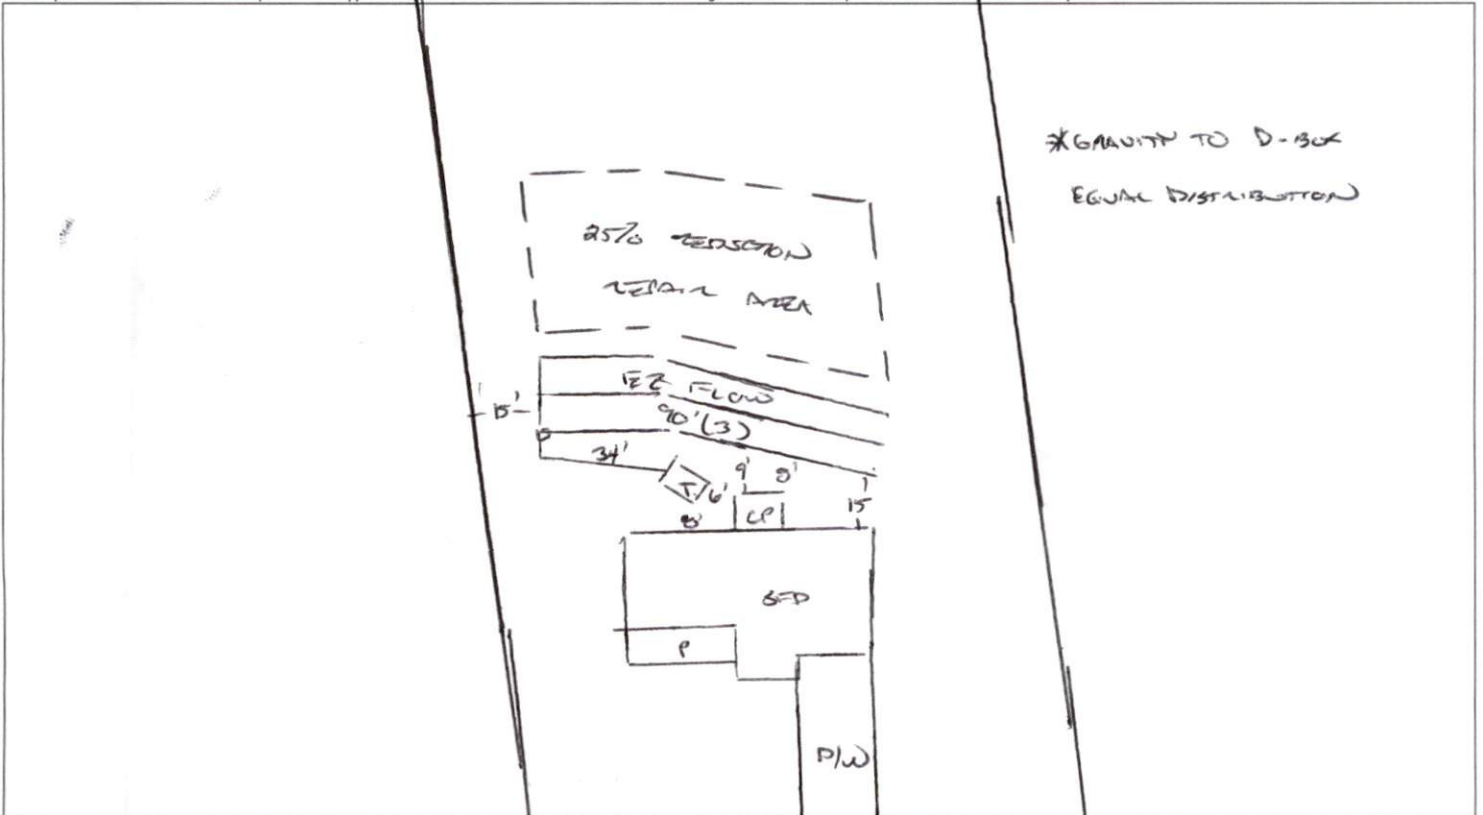 *GRAVITY TO D-BOX
EQUAL DISTRIBUTION
25% REDUCTION
REPAIR AREA
EZ FLOW
15'
90'(3)
34'
T
6'
9'
8'
CP
15
8'
SFD
P
D/W